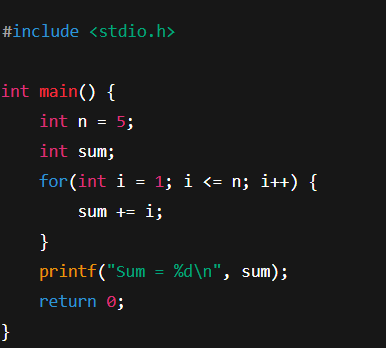 #include <stdio.h>

int main() {
    int n = 5;
    int sum;
    for(int i = 1; i <= n; i++) {
        sum += i;
    }
    printf("Sum = %d\n", sum);
    return 0;
}